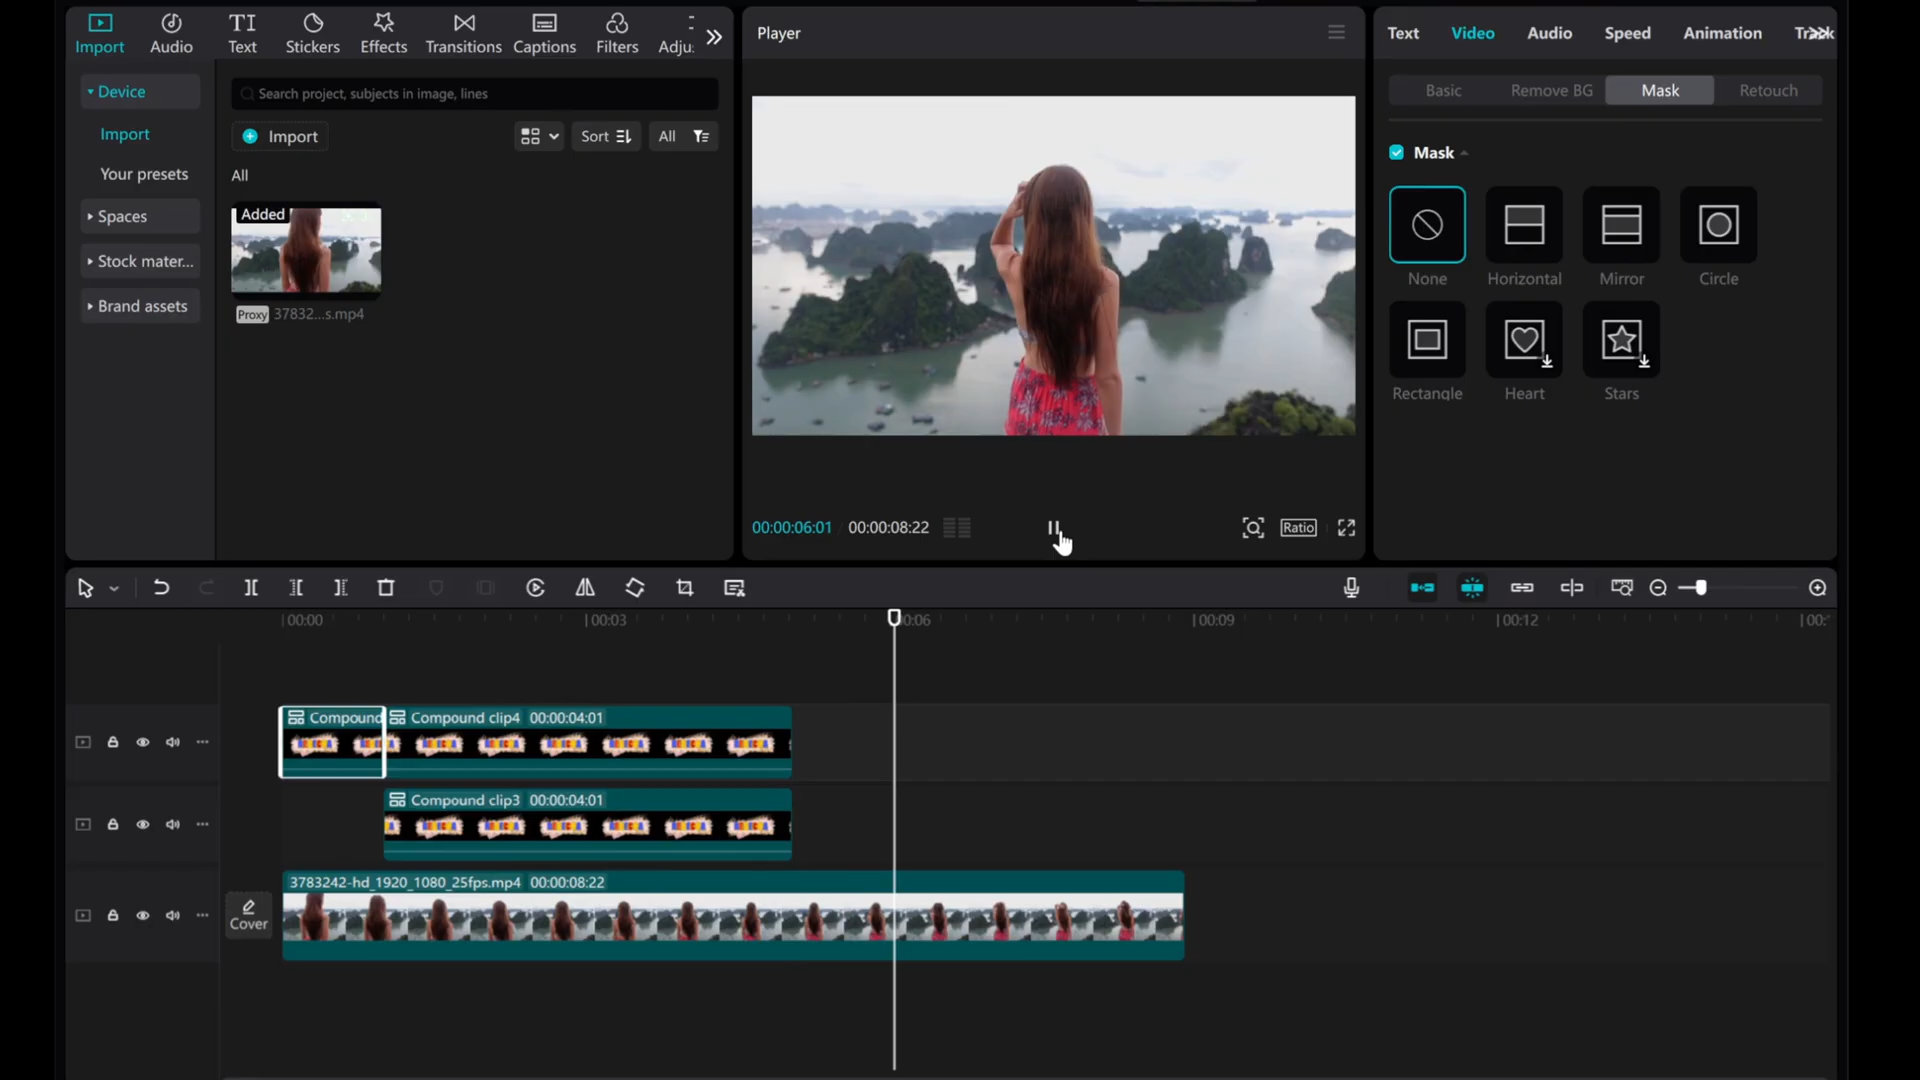 Import
Audio
Text
Stickers
Effects
Transitions
Captions
Filters
Device
Import
Your presets
Spaces
Stock mater...
Brand assets
Search project, subjects in image, lines
Import
Sort
All
All
Added
Proxy 37832...s.mp4
Player
00:00:06:01 00:00:08:22
Ratio
Text Video Audio Speed Animation
Basic Remove BG Mask Retouch
Mask
None Horizontal Mirror Circle
Rectangle Heart Stars
00:00 00:03 00:06 00:09 00:12 00:
Compound
Compound clip4 00:00:04:01
Compound clip3 00:00:04:01
Cover
3783242-hd_1920_1080_25fps.mp4 00:00:08:22